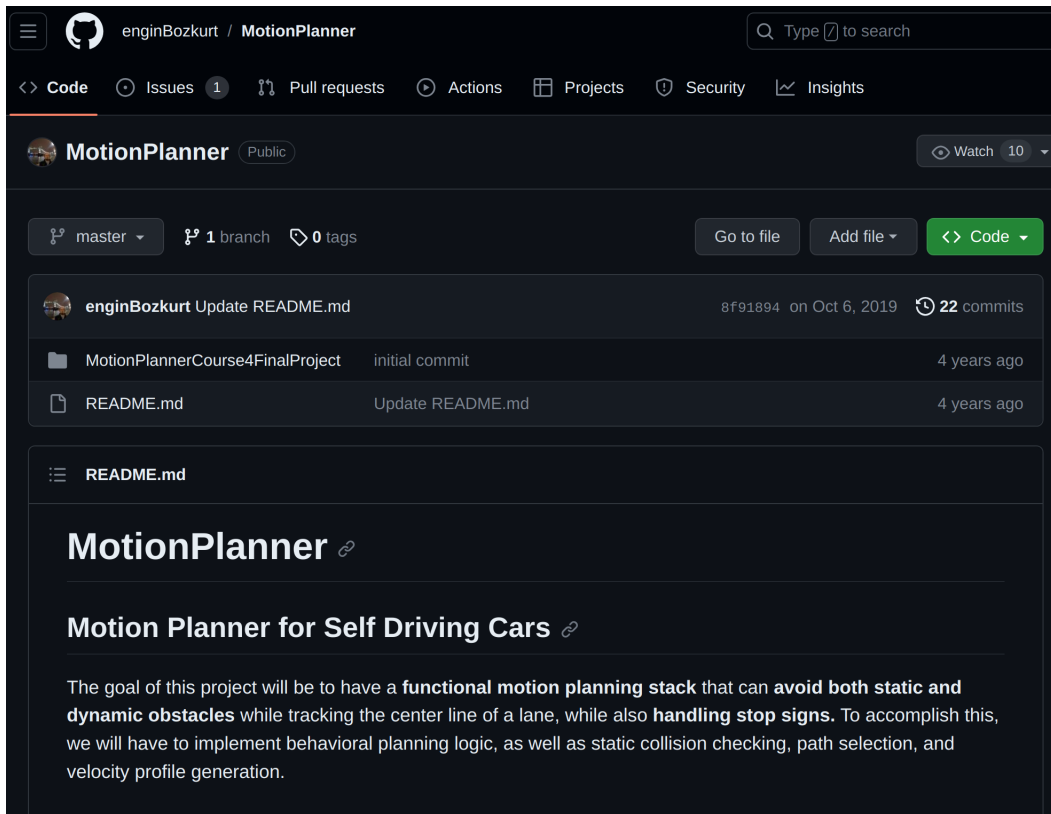 enginBozkurt / MotionPlanner
Type / to search
Code Issues 1 Pull requests Actions Projects Security Insights
MotionPlanner Public Watch 10
master 1 branch 0 tags Go to file Add file Code
enginBozkurt Update README.md 8f91894 on Oct 6, 2019 22 commits
MotionPlannerCourse4FinalProject initial commit 4 years ago
README.md Update README.md 4 years ago
README.md
MotionPlanner
Motion Planner for Self Driving Cars
The goal of this project will be to have a functional motion planning stack that can avoid both static and
dynamic obstacles while tracking the center line of a lane, while also handling stop signs. To accomplish this,
we will have to implement behavioral planning logic, as well as static collision checking, path selection, and
velocity profile generation.